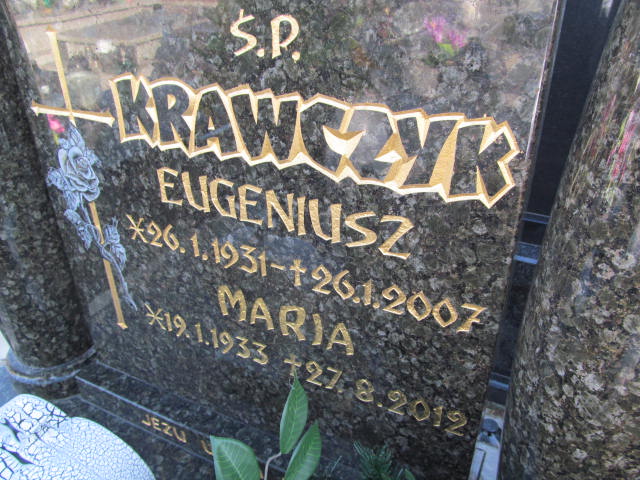 Ś.P.
KRAWCZYK
EUGENIUSZ
*26.1.1931-†26.1.2007
MARIA
*19.1.1933 †27.8.2012
JEZU